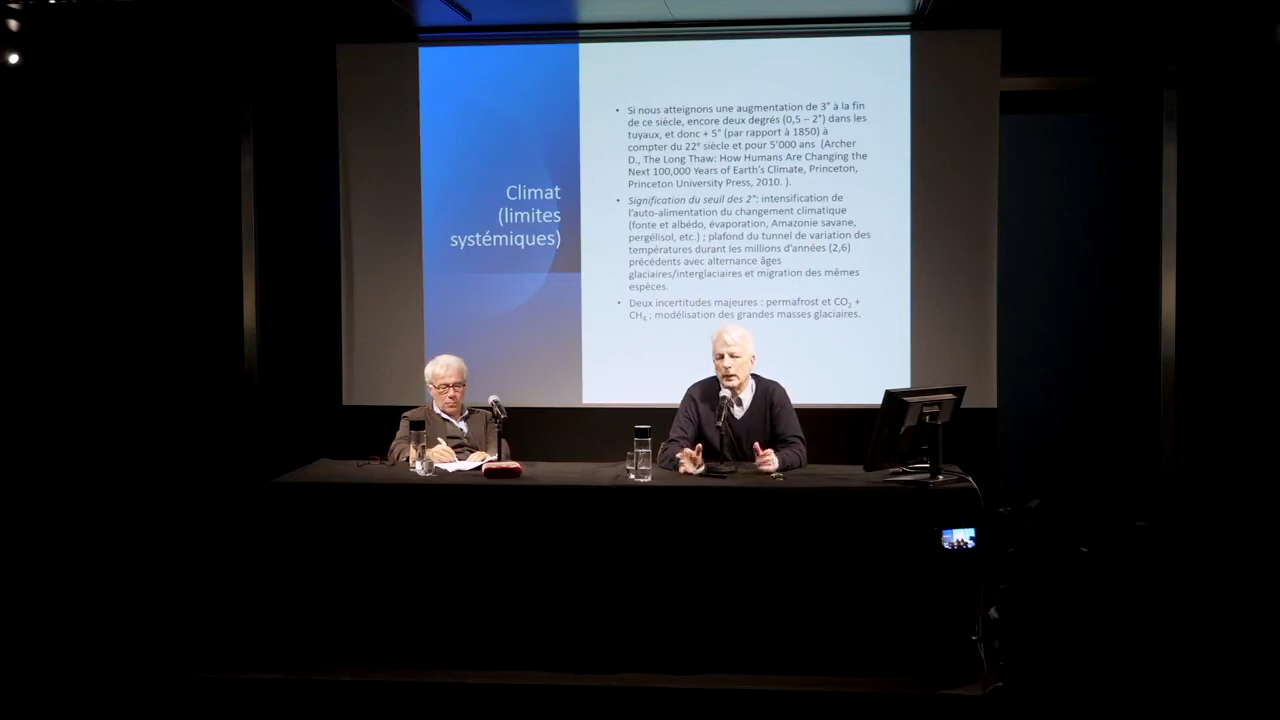 Climat
(limites
systémiques)
• Si nous atteignons une augmentation de 3° à la fin
de ce siècle, encore deux degrés (0,5 – 2°) dans les
tuyaux, et donc + 5° (par rapport à 1850) à
compter du 22e siècle et pour 5'000 ans (Archer
D., The Long Thaw: How Humans Are Changing the
Next 100,000 Years of Earth's Climate, Princeton,
Princeton University Press, 2010. ).
• Signification du seuil des 2°: intensification de
l'auto-alimentation du changement climatique
(fonte et albédo, évaporation, Amazonie savane,
pergélisol, etc.) ; plafond du tunnel de variation des
températures durant les millions d'années (2,6)
précédents avec alternance âges
glaciaires/interglaciaires et migration des mêmes
espèces.
• Deux incertitudes majeures : permafrost et CO2 +
CH4 ; modélisation des grandes masses glaciaires.